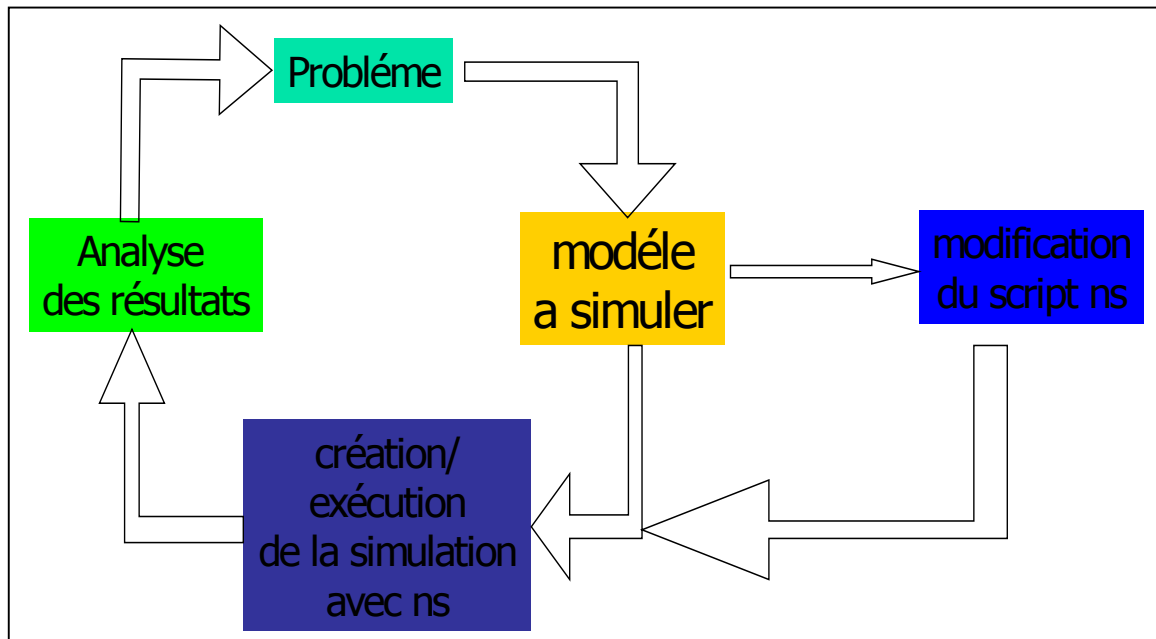 Probléme
modéle
a simuler
modification
du script ns
création/
exécution
de la simulation
avec ns
Analyse
des résultats